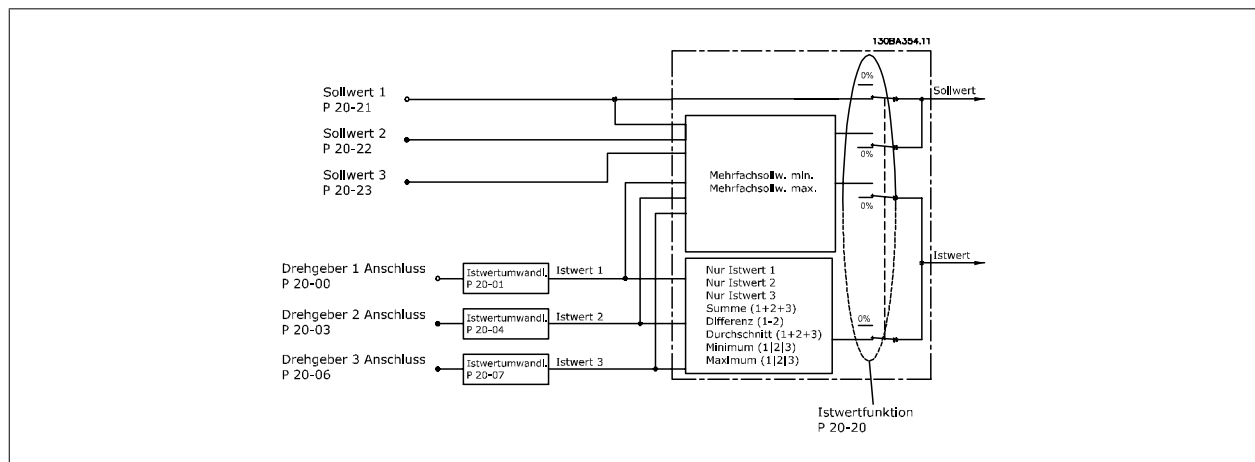 130BA354.11
Sollwert 1
P 20-21
0%
Sollwert
Sollwert 2
P 20-22
0%
Sollwert 3
P 20-23
Mehrfachsollw. min.
Mehrfachsollw. max.
0%
Drehgeber 1 Anschluss
P 20-00
Istwertumwandl.
P 20-01
Istwert 1
Istwert
Drehgeber 2 Anschluss
P 20-03
Istwertumwandl.
P 20-04
Istwert 2
Drehgeber 3 Anschluss
P 20-06
Istwertumwandl.
P 20-07
Istwert 3
Nur Istwert 1
Nur Istwert 2
Nur Istwert 3
Summe (1+2+3)
Differenz (1-2)
Durchschnitt (1+2+3)
Minimum (1|2|3)
Maximum (1|2|3)
0%
Istwertfunktion
P 20-20